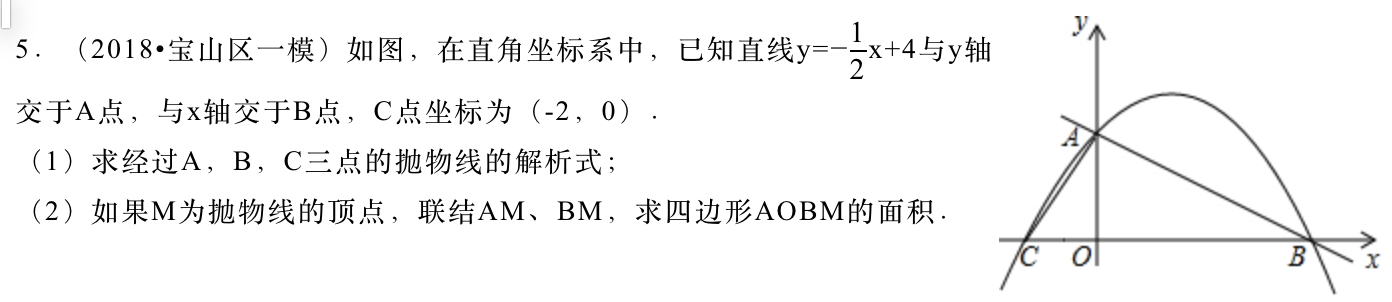 5．（2018•宝山区一模）如图，在直角坐标系中，已知直线y=-\frac{1}{2}x+4与y轴
交于A点，与x轴交于B点，C点坐标为（-2，0）．
（1）求经过A，B，C三点的抛物线的解析式；
（2）如果M为抛物线的顶点，联结AM、BM，求四边形AOBM的面积．
y
A
C
O
B
x